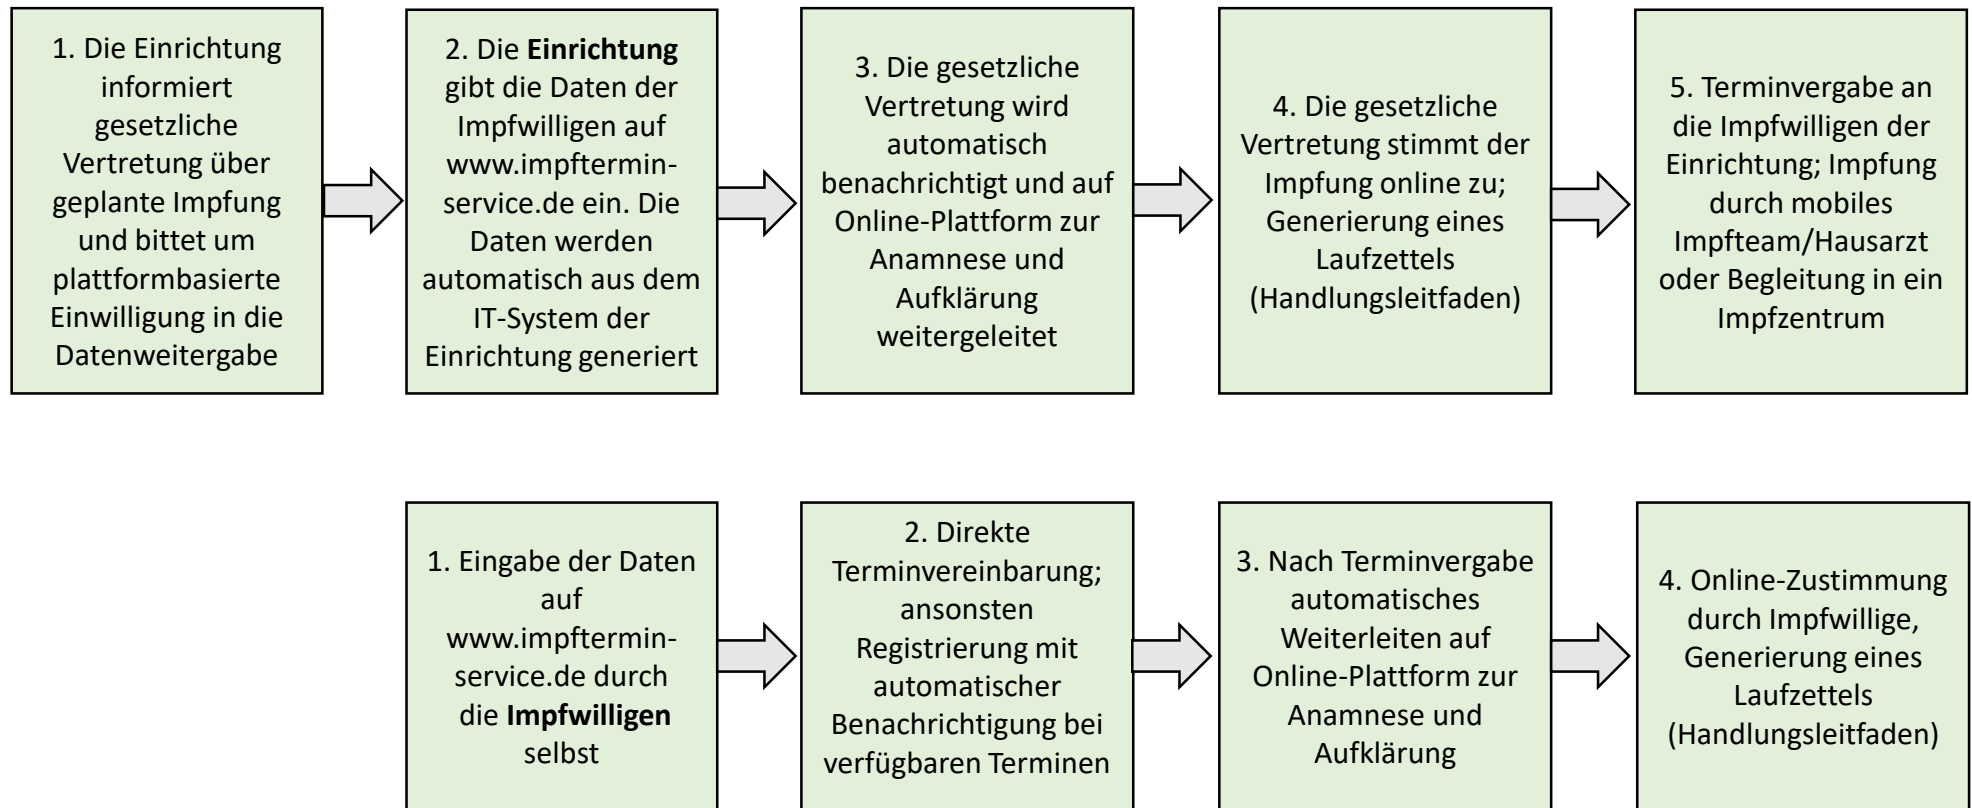 1. Die Einrichtung
informiert
gesetzliche
Vertretung über
geplante Impfung
und bittet um
plattformbasierte
Einwilligung in die
Datenweitergabe
2. Die Einrichtung
gibt die Daten der
Impfwilligen auf
www.impftermin-
service.de ein. Die
Daten werden
automatisch aus dem
IT-System der
Einrichtung generiert
3. Die gesetzliche
Vertretung wird
automatisch
benachrichtigt und auf
Online-Plattform zur
Anamnese und
Aufklärung
weitergeleitet
4. Die gesetzliche
Vertretung stimmt der
Impfung online zu;
Generierung eines
Laufzettels
(Handlungsleitfaden)
5. Terminvergabe an
die Impfwilligen der
Einrichtung; Impfung
durch mobiles
Impfteam/Hausarzt
oder Begleitung in ein
Impfzentrum
1. Eingabe der Daten
auf
www.impftermin-
service.de durch
die Impfwilligen
selbst
2. Direkte
Terminvereinbarung;
ansonsten
Registrierung mit
automatischer
Benachrichtigung bei
verfügbaren Terminen
3. Nach Terminvergabe
automatisches
Weiterleiten auf
Online-Plattform zur
Anamnese und
Aufklärung
4. Online-Zustimmung
durch Impfwillige,
Generierung eines
Laufzettels
(Handlungsleitfaden)